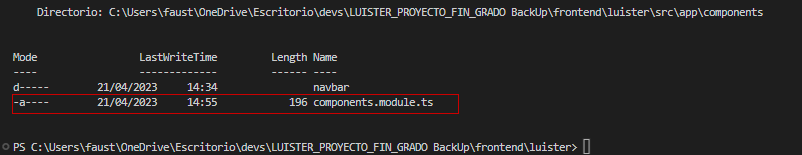 Directorio: C:\Users\faust\OneDrive\Escritorio\devs\LUISTER_PROYECTO_FIN_GRADO BackUp\frontend\luister\src\app\components
Mode LastWriteTime Length Name
---- ------------- ------ ----
d----- 21/04/2023 14:34 navbar
-a---- 21/04/2023 14:55 196 components.module.ts
PS C:\Users\faust\OneDrive\Escritorio\devs\LUISTER_PROYECTO_FIN_GRADO BackUp\frontend\luister>